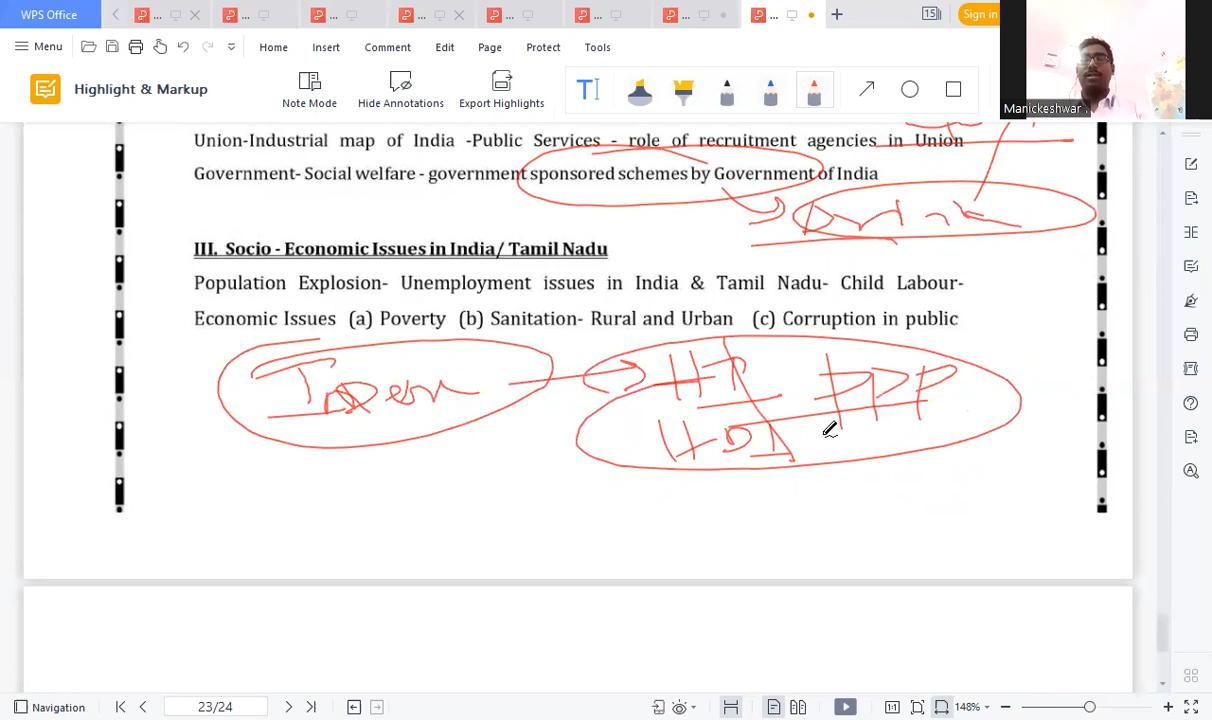 WPS Office
... ... ... ... ... ... ... ...
15
Sign in
Menu
Home
Insert
Comment
Edit
Page
Protect
Tools
Highlight & Markup
Note Mode
Hide Annotations
Export Highlights
Manickeshwar
Union-Industrial map of India -Public Services - role of recruitment agencies in Union
Government- Social welfare - government sponsored schemes by Government of India
III. Socio - Economic Issues in India/ Tamil Nadu
Population Explosion- Unemployment issues in India & Tamil Nadu- Child Labour-
Economic Issues (a) Poverty (b) Sanitation- Rural and Urban (c) Corruption in public
HDI
Navigation
23/24
1:1
148%